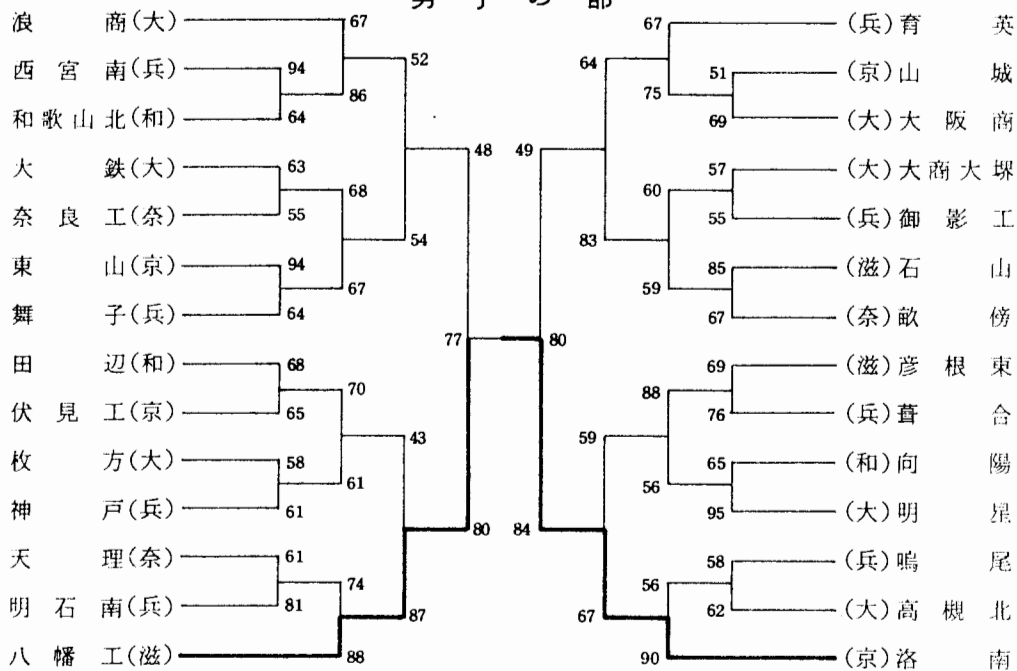 男子の部
浪商(大)
西宮南(兵)
和歌山北(和)
大鉄(大)
奈良工(奈)
東山(京)
舞子(兵)
田辺(和)
伏見工(京)
枚方(大)
神戸(兵)
天理(奈)
明石南(兵)
八幡工(滋)
94
64
63
55
94
64
68
65
58
61
61
81
67
86
68
67
70
61
74
88
52
54
43
87
48
80
77
80
49
84
64
83
59
67
67
75
60
59
88
56
56
90
51
69
57
55
85
67
69
76
65
95
58
62
(兵)育英
(京)山城
(大)大阪商
(大)大商大堺
(兵)御影工
(滋)石山
(奈)畝傍
(滋)彦根東
(兵)葺合
(和)向陽
(大)明星
(兵)鳴尾
(大)高槻北
(京)洛南